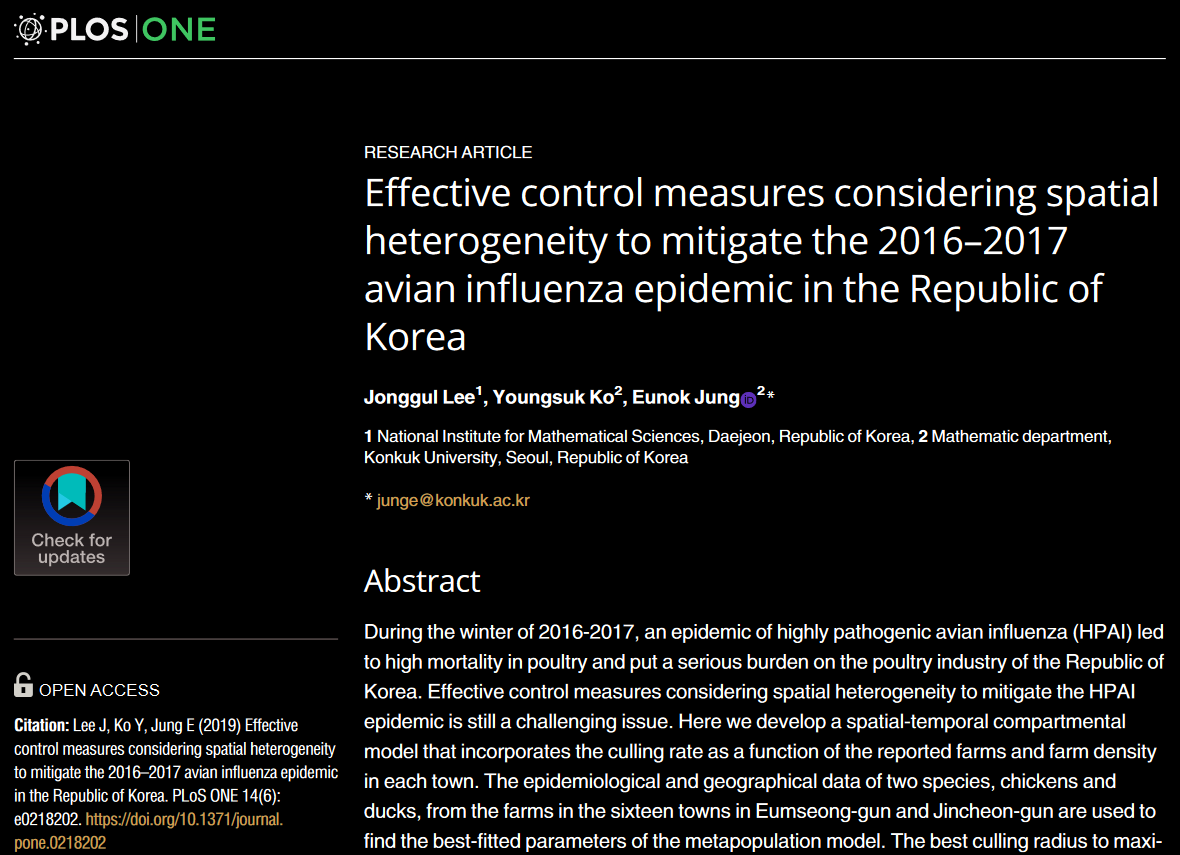 PLOS ONE
RESEARCH ARTICLE
Effective control measures considering spatial
heterogeneity to mitigate the 2016–2017
avian influenza epidemic in the Republic of
Korea
Jonggul Lee1, Youngsuk Ko2, Eunok Jung iD 2*
1 National Institute for Mathematical Sciences, Daejeon, Republic of Korea, 2 Mathematic department,
Konkuk University, Seoul, Republic of Korea
* junge@konkuk.ac.kr
Abstract
During the winter of 2016-2017, an epidemic of highly pathogenic avian influenza (HPAI) led
to high mortality in poultry and put a serious burden on the poultry industry of the Republic of
Korea. Effective control measures considering spatial heterogeneity to mitigate the HPAI
epidemic is still a challenging issue. Here we develop a spatial-temporal compartmental
model that incorporates the culling rate as a function of the reported farms and farm density
in each town. The epidemiological and geographical data of two species, chickens and
ducks, from the farms in the sixteen towns in Eumseong-gun and Jincheon-gun are used to
find the best-fitted parameters of the metapopulation model. The best culling radius to maxi-
Check for
updates
OPEN ACCESS
Citation: Lee J, Ko Y, Jung E (2019) Effective
control measures considering spatial heterogeneity
to mitigate the 2016–2017 avian influenza epidemic
in the Republic of Korea. PLoS ONE 14(6):
e0218202. https://doi.org/10.1371/journal.
pone.0218202